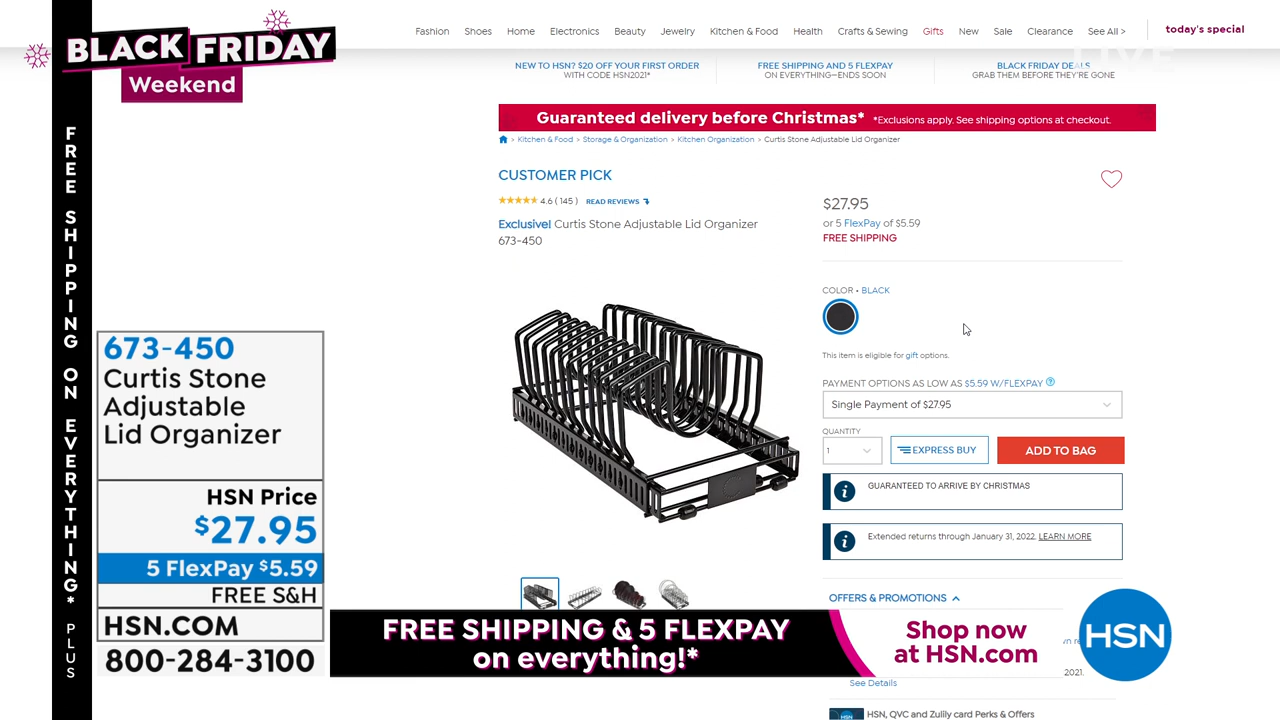 BLACK FRIDAY
Weekend
FREE SHIPPING ON EVERYTHING!* PLUS
Fashion Shoes Home Electronics Beauty Jewelry Kitchen & Food Health Crafts & Sewing Gifts New Sale Clearance See All > today's special
LIVE
NEW TO HSN? $20 OFF YOUR FIRST ORDER
WITH CODE HSN2021*
FREE SHIPPING AND 5 FLEXPAY
ON EVERYTHING—ENDS SOON
BLACK FRIDAY DEALS
GRAB THEM BEFORE THEY'RE GONE
Guaranteed delivery before Christmas* *Exclusions apply. See shipping options at checkout.
> Kitchen & Food > Storage & Organization > Kitchen Organization > Curtis Stone Adjustable Lid Organizer
CUSTOMER PICK
4.6 ( 145 ) READ REVIEWS
Exclusive! Curtis Stone Adjustable Lid Organizer
673-450
$27.95
or 5 FlexPay of $5.59
FREE SHIPPING
COLOR • BLACK
This item is eligible for gift options.
PAYMENT OPTIONS AS LOW AS $5.59 W/FLEXPAY ?
Single Payment of $27.95
QUANTITY
1
EXPRESS BUY
ADD TO BAG
GUARANTEED TO ARRIVE BY CHRISTMAS
Extended returns through January 31, 2022. LEARN MORE
OFFERS & PROMOTIONS
2021.
See Details
HSN
HSN, QVC and Zulily card Perks & Offers
673-450
Curtis Stone
Adjustable
Lid Organizer
HSN Price
$27.95
5 FlexPay $5.59
FREE S&H
HSN.COM
800-284-3100
FREE SHIPPING & 5 FLEXPAY
on everything!*
Shop now
at HSN.com
HSN